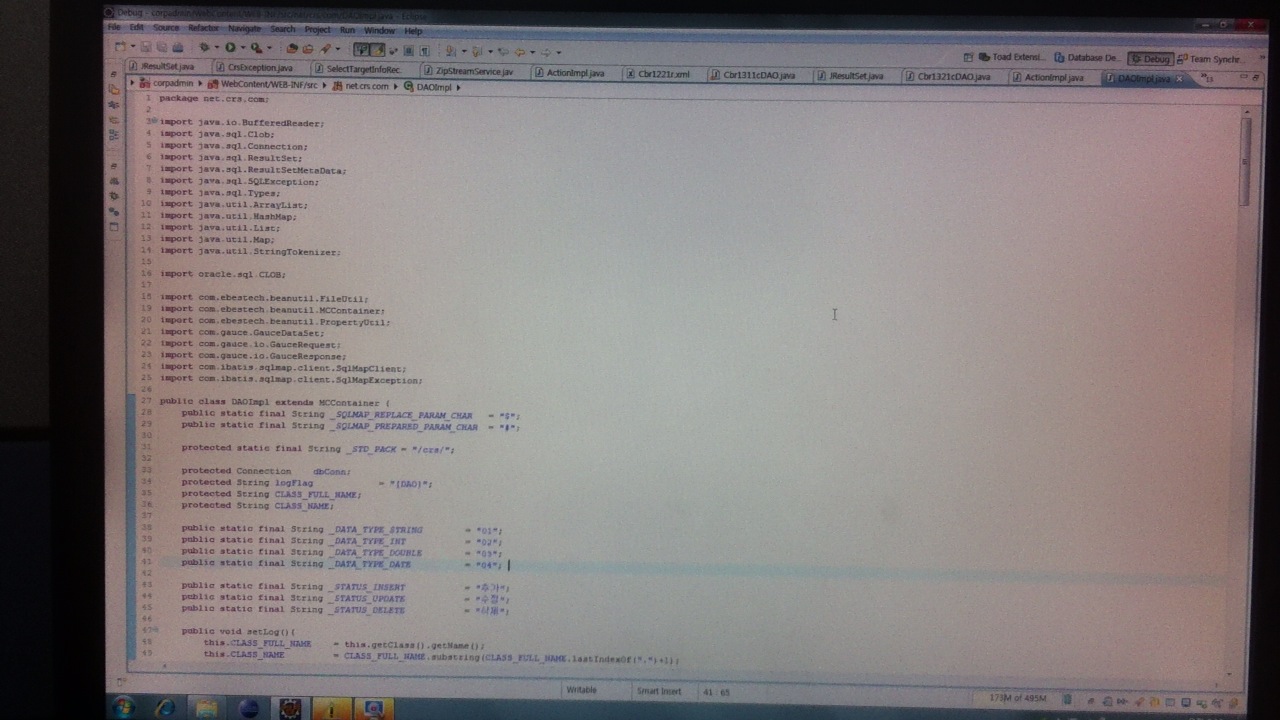 Debug - corpadmin/WebContent/WEB-INF/src/net/crs/com/DAOImpl.java - Eclipse
File Edit Source Refactor Navigate Search Project Run Window Help
Toad Extensi... Database De... Debug Team Synchr...
JResultSet.java CrsException.java SelectTargetInfoRec... ZipStreamService.jav ActionImpl.java Cbr1221r.xml Cbr1311cDAO.java JResultSet.java Cbr1321cDAO.java ActionImpl.java DAOImpl.java
corpadmin WebContent/WEB-INF/src net.crs.com DAOImpl
1 package net.crs.com;
2
3 import java.io.BufferedReader;
4 import java.sql.Clob;
5 import java.sql.Connection;
6 import java.sql.ResultSet;
7 import java.sql.ResultSetMetaData;
8 import java.sql.SQLException;
9 import java.sql.Types;
10 import java.util.ArrayList;
11 import java.util.HashMap;
12 import java.util.List;
13 import java.util.Map;
14 import java.util.StringTokenizer;
15
16 import oracle.sql.CLOB;
17
18 import com.ebestech.beanutil.FileUtil;
19 import com.ebestech.beanutil.MCContainer;
20 import com.ebestech.beanutil.PropertyUtil;
21 import com.gauce.GauceDataSet;
22 import com.gauce.io.GauceRequest;
23 import com.gauce.io.GauceResponse;
24 import com.ibatis.sqlmap.client.SqlMapClient;
25 import com.ibatis.sqlmap.client.SqlMapException;
26
27 public class DAOImpl extends MCContainer {
28 public static final String _SQLMAP_REPLACE_PARAM_CHAR = "$";
29 public static final String _SQLMAP_PREPARED_PARAM_CHAR = "#";
30
31 protected static final String _STD_PACK = "/crs/";
32
33 protected Connection dbConn;
34 protected String logFlag = "[DAO]";
35 protected String CLASS_FULL_NAME;
36 protected String CLASS_NAME;
37
38 public static final String _DATA_TYPE_STRING = "01";
39 public static final String _DATA_TYPE_INT = "02";
40 public static final String _DATA_TYPE_DOUBLE = "03";
41 public static final String _DATA_TYPE_DATE = "04";
42
43 public static final String _STATUS_INSERT = "추가";
44 public static final String _STATUS_UPDATE = "수정";
45 public static final String _STATUS_DELETE = "삭제";
46
47 public void setLog(){
48 this.CLASS_FULL_NAME = this.getClass().getName();
49 this.CLASS_NAME = CLASS_FULL_NAME.substring(CLASS_FULL_NAME.lastIndexOf(".")+1);
Writable Smart Insert 41 : 65 173M of 495M